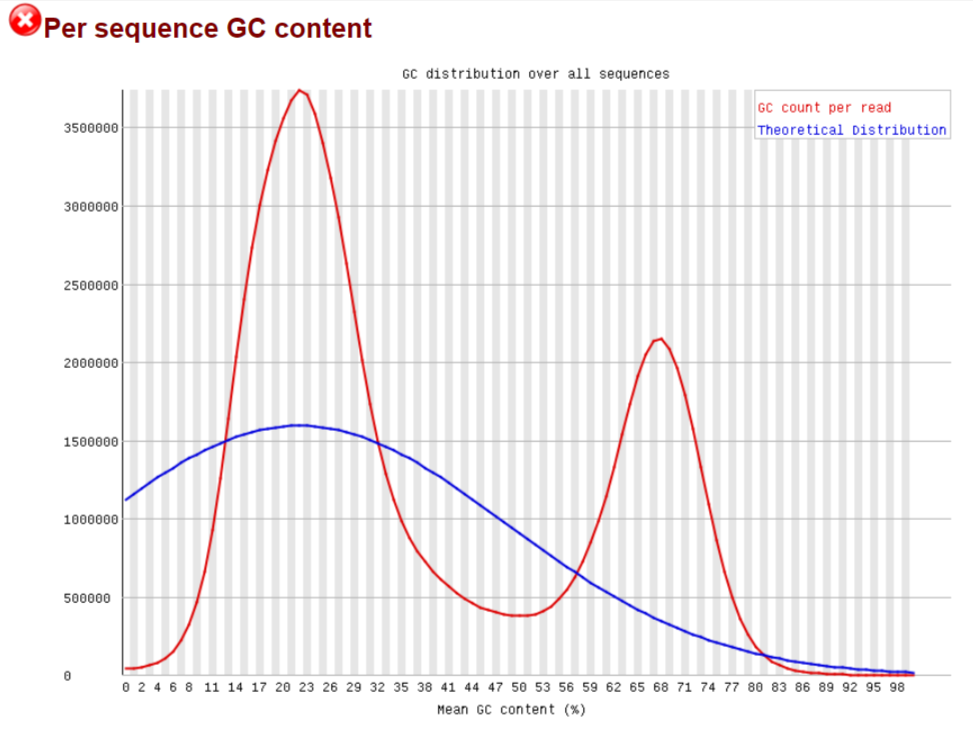 Per sequence GC content
GC distribution over all sequences
GC count per read
Theoretical Distribution
3500000
3000000
2500000
2000000
1500000
1000000
500000
0
0 2 4 6 8 11 14 17 20 23 26 29 32 35 38 41 44 47 50 53 56 59 62 65 68 71 74 77 80 83 86 89 92 95 98
Mean GC content (%)